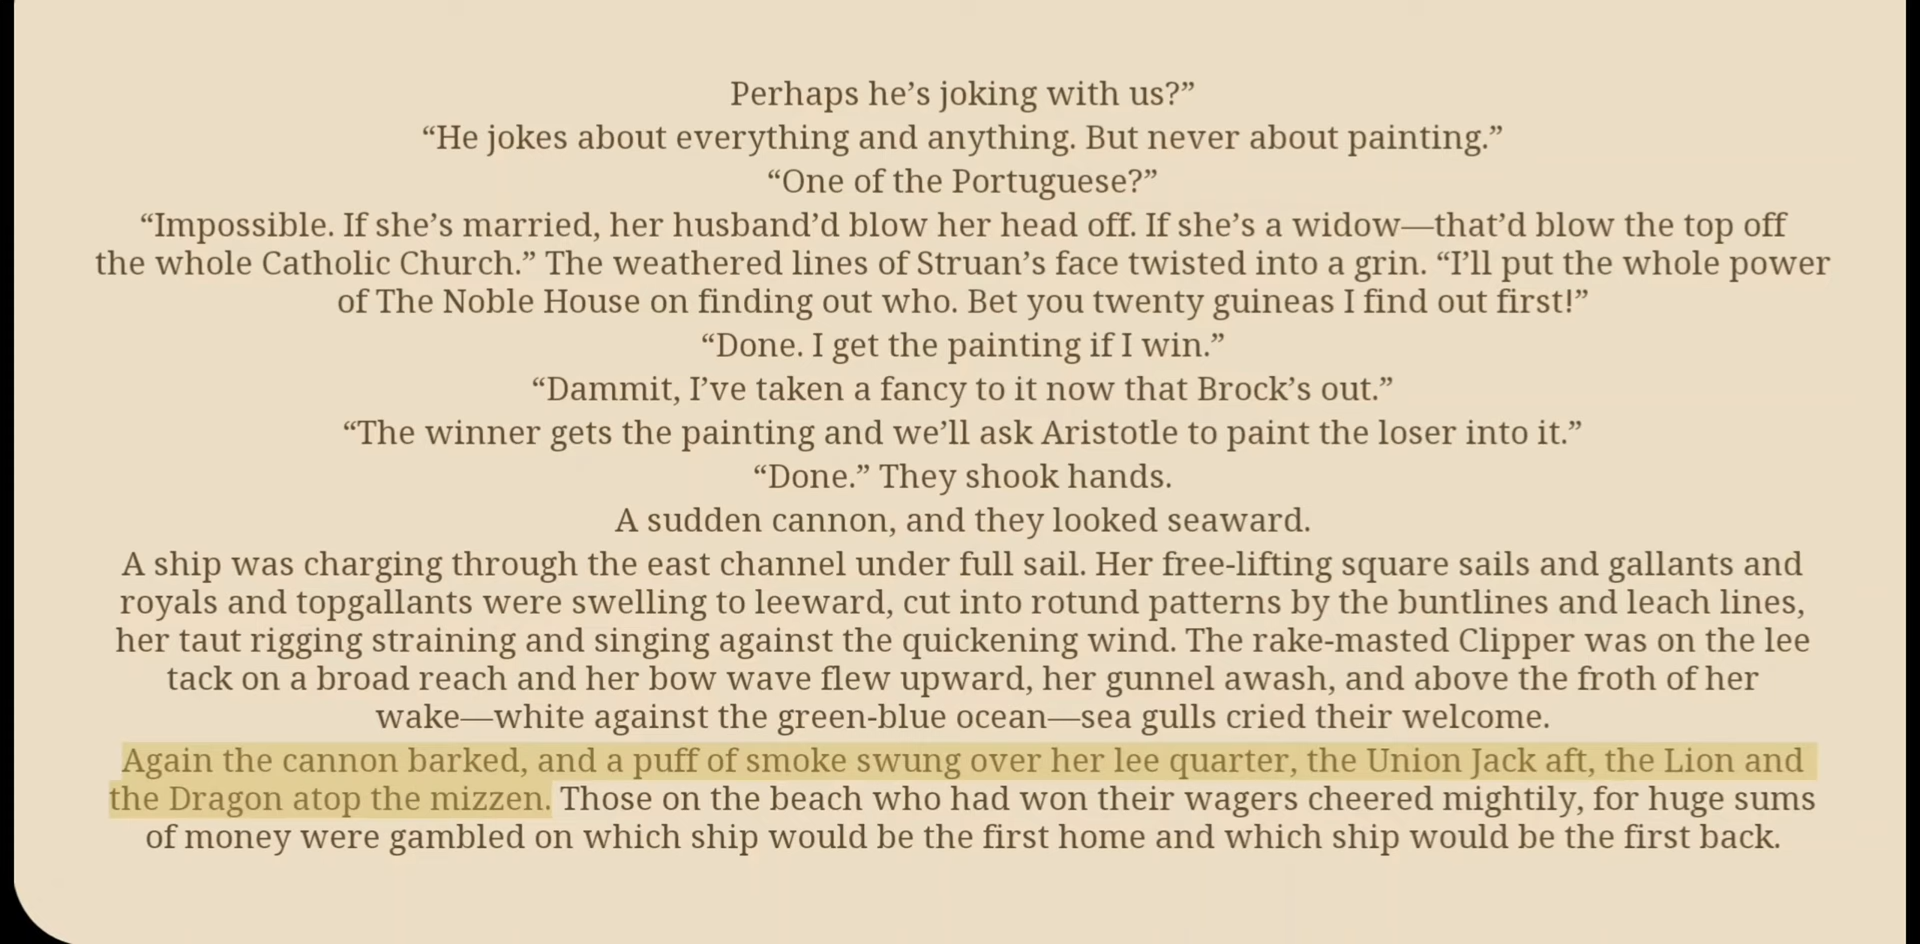 Perhaps he’s joking with us?”
“He jokes about everything and anything. But never about painting.”
“One of the Portuguese?”
“Impossible. If she’s married, her husband’d blow her head off. If she’s a widow—that’d blow the top off
the whole Catholic Church.” The weathered lines of Struan’s face twisted into a grin. “I’ll put the whole power
of The Noble House on finding out who. Bet you twenty guineas I find out first!”
“Done. I get the painting if I win.”
“Dammit, I’ve taken a fancy to it now that Brock’s out.”
“The winner gets the painting and we’ll ask Aristotle to paint the loser into it.”
“Done.” They shook hands.
A sudden cannon, and they looked seaward.
A ship was charging through the east channel under full sail. Her free-lifting square sails and gallants and
royals and topgallants were swelling to leeward, cut into rotund patterns by the buntlines and leach lines,
her taut rigging straining and singing against the quickening wind. The rake-masted Clipper was on the lee
tack on a broad reach and her bow wave flew upward, her gunnel awash, and above the froth of her
wake—white against the green-blue ocean—sea gulls cried their welcome.
Again the cannon barked, and a puff of smoke swung over her lee quarter, the Union Jack aft, the Lion and
the Dragon atop the mizzen. Those on the beach who had won their wagers cheered mightily, for huge sums
of money were gambled on which ship would be the first home and which ship would be the first back.